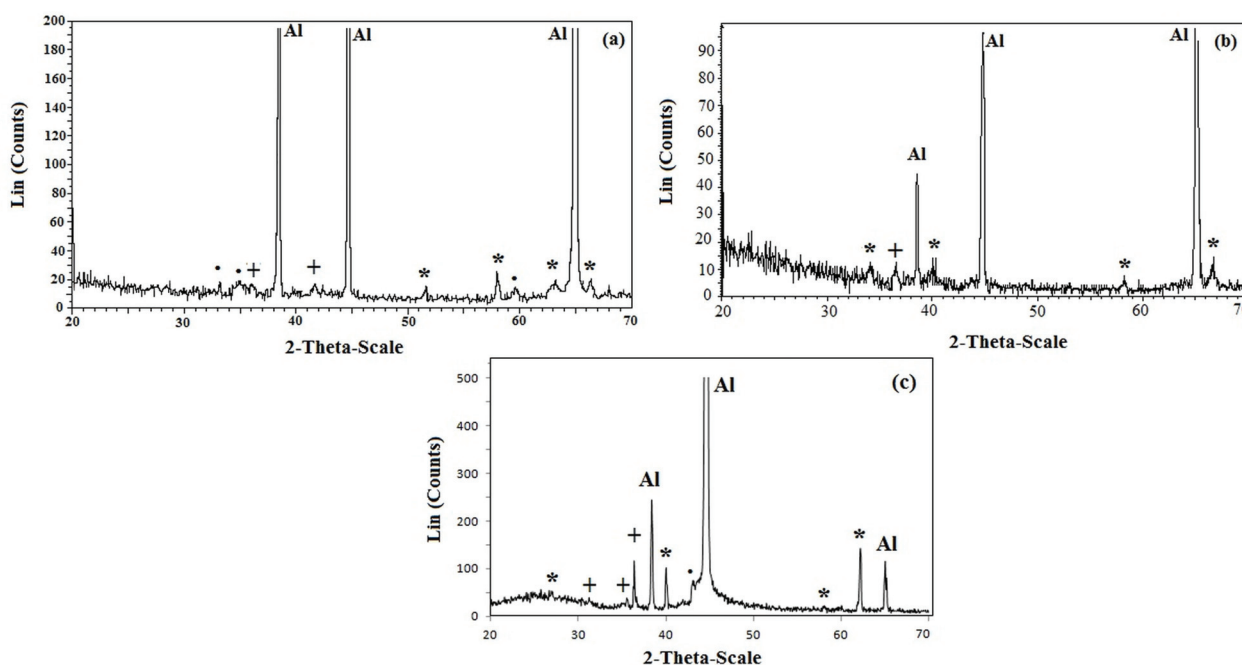 (a)
Lin (Counts)
200
180
160
140
120
100
80
60
40
20
0
Al Al Al
• • + + * * • * *
20 30 40 50 60 70
2-Theta-Scale
(b)
Lin (Counts)
90
80
70
60
50
40
30
20
10
0
Al Al
Al
* + * * *
20 30 40 50 60 70
2-Theta-Scale
(c)
Lin (Counts)
500
400
300
200
100
0
Al
Al * Al
* + + + * • *
20 30 40 50 60 70
2-Theta-Scale